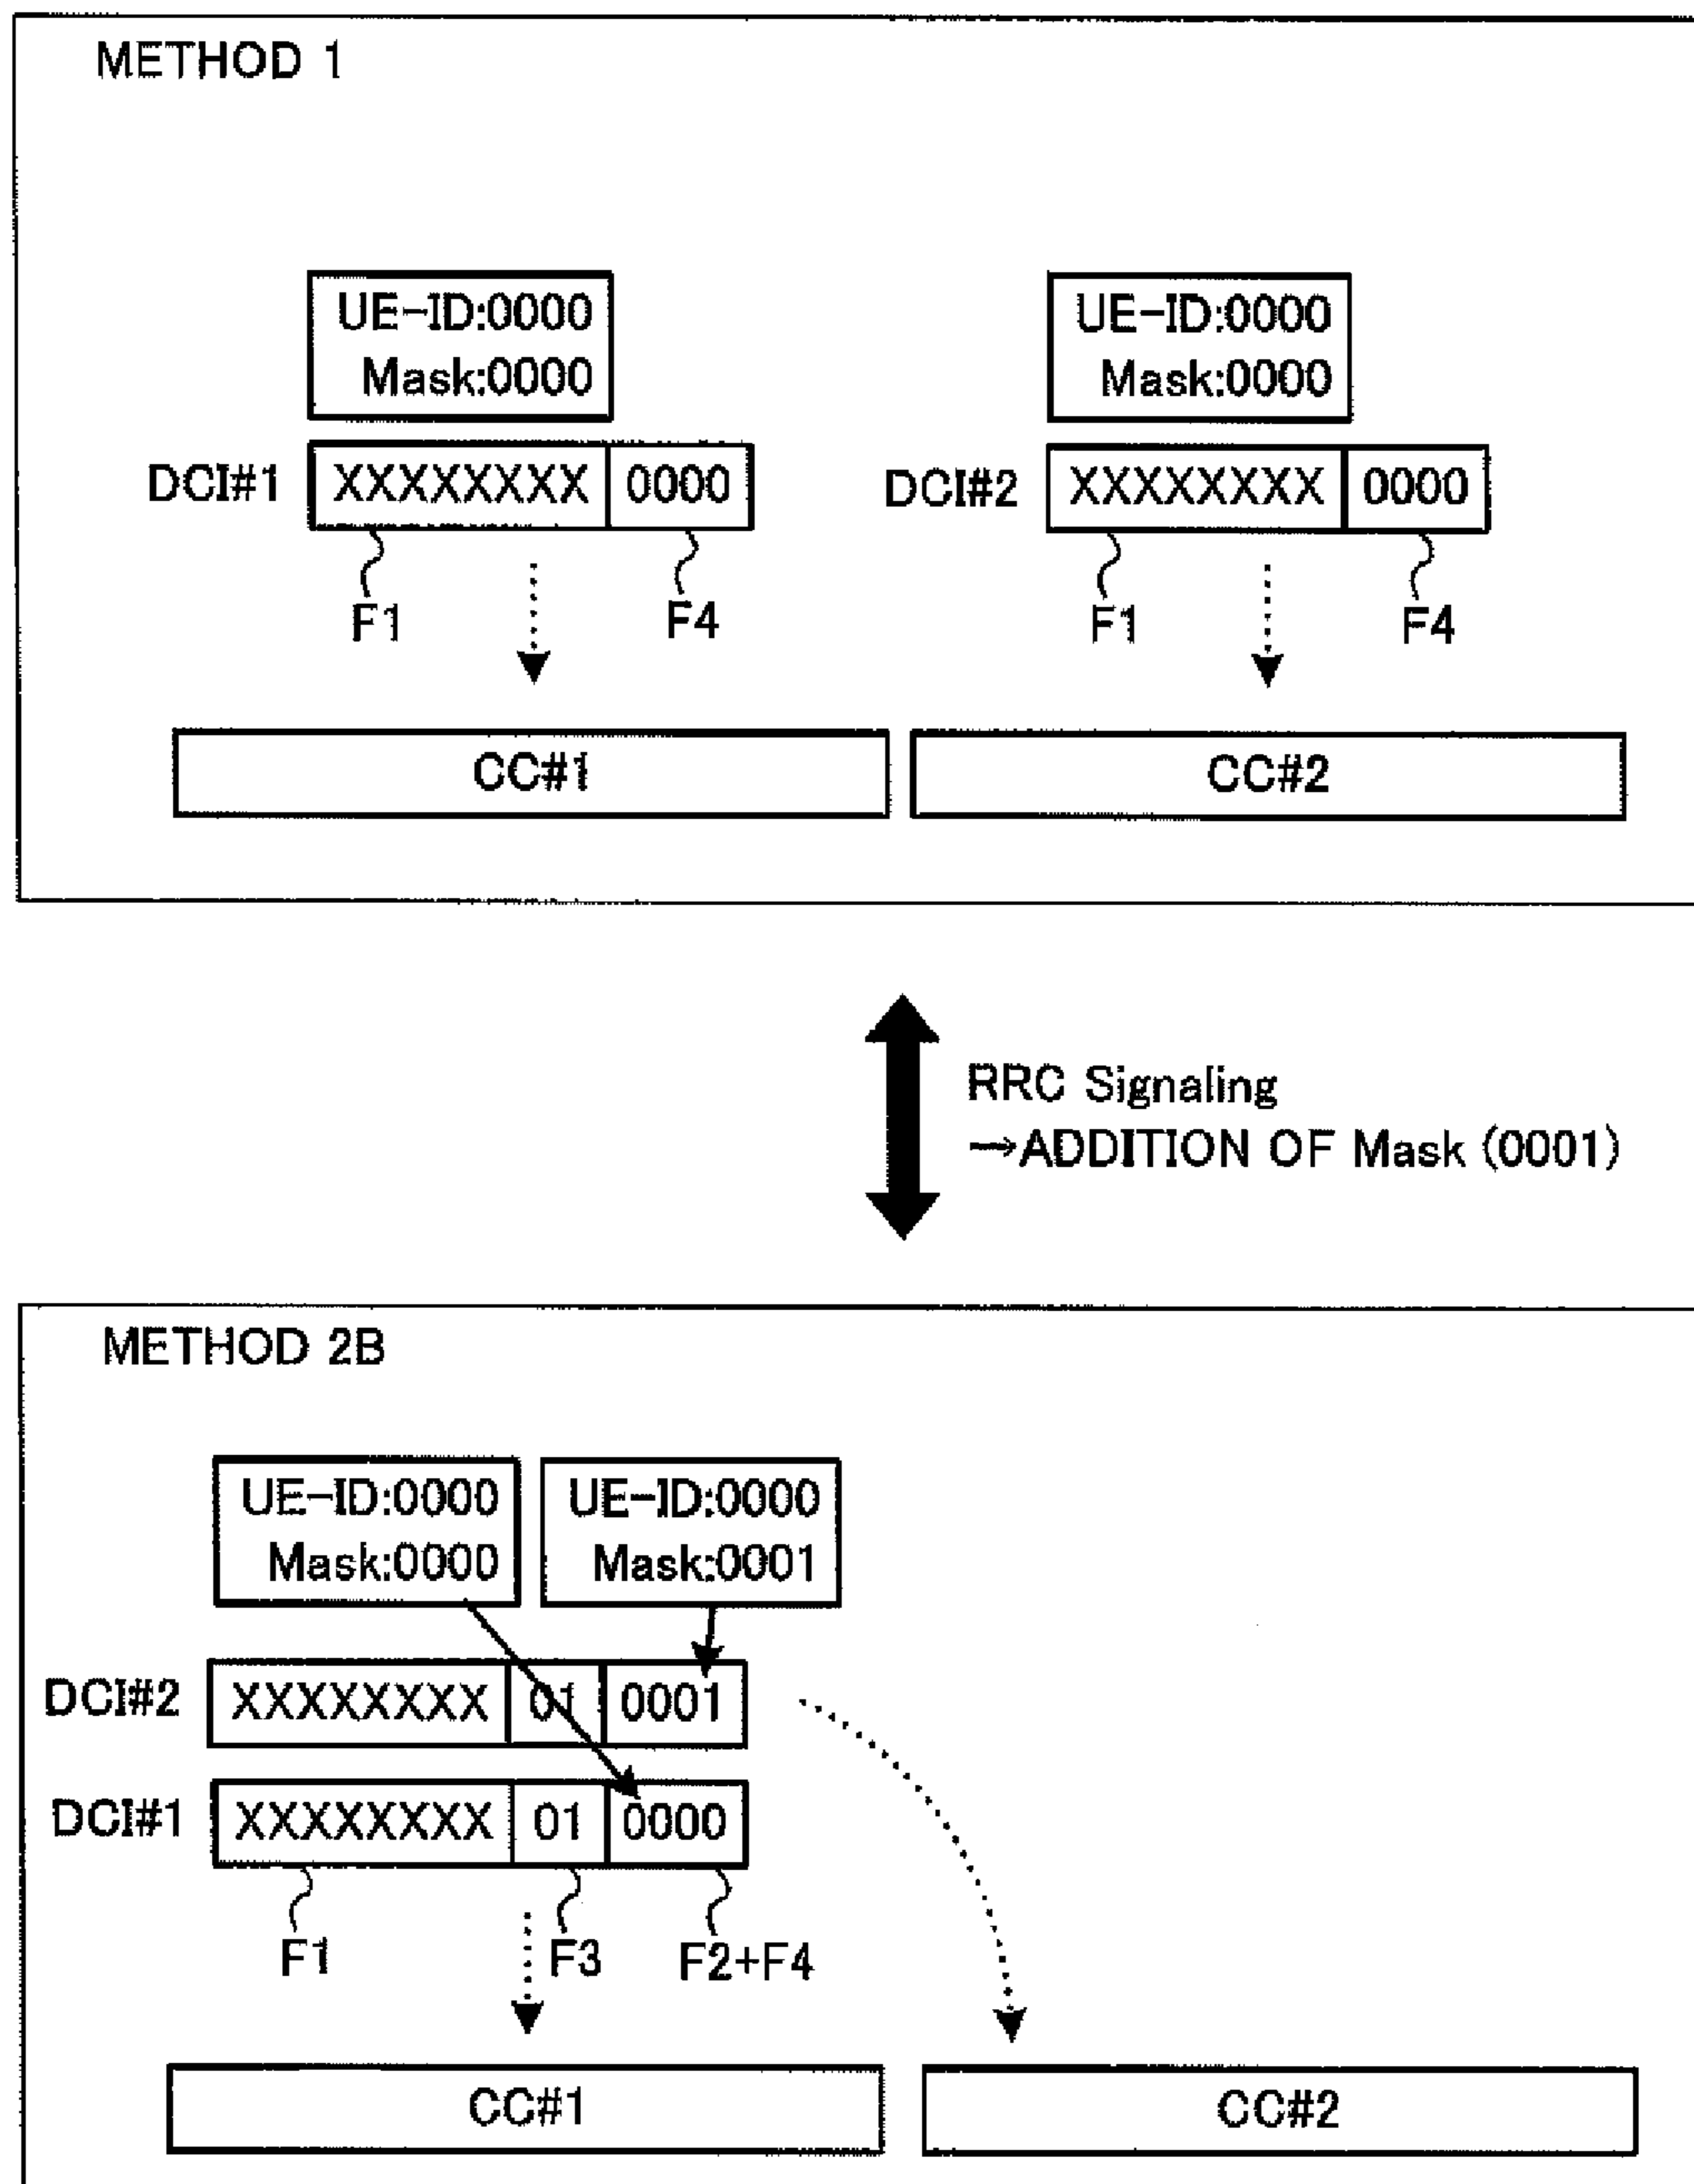 METHOD 1
UE-ID:0000
Mask:0000
UE-ID:0000
Mask:0000
DCI#1 XXXXXXXX 0000
DCI#2 XXXXXXXX 0000
F1 F4 F1 F4
CC#1 CC#2
RRC Signaling
→ADDITION OF Mask (0001)
METHOD 2B
UE-ID:0000
Mask:0000
UE-ID:0000
Mask:0001
DCI#2 XXXXXXXX 01 0001
DCI#1 XXXXXXXX 01 0000
F1 F3 F2+F4
CC#1 CC#2